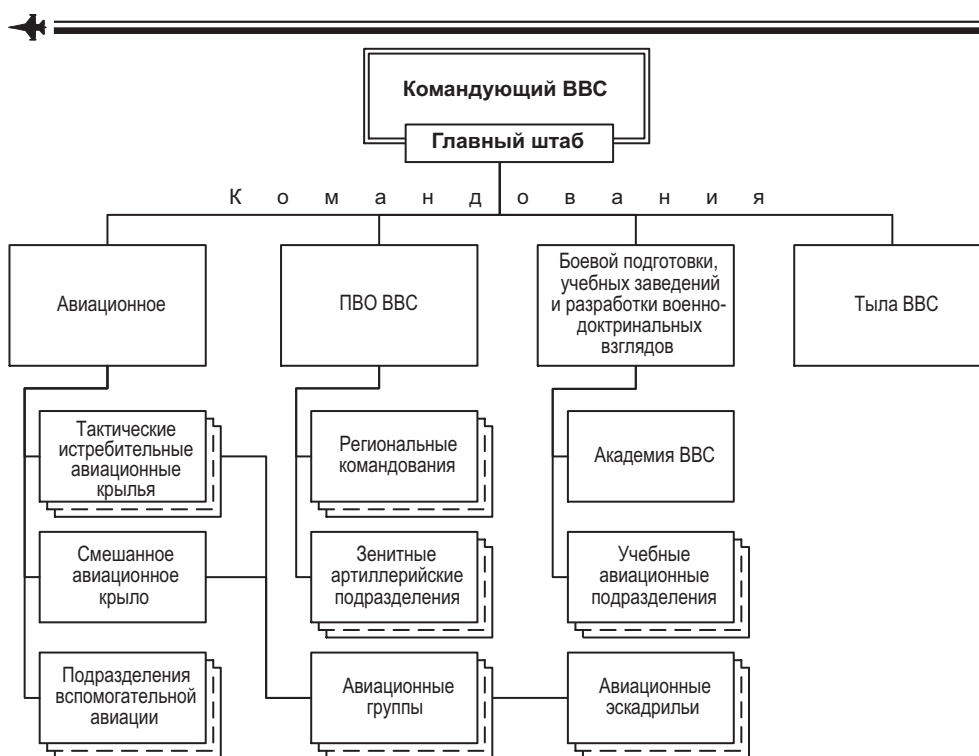 Командующий ВВС
Главный штаб
Командования
Авиационное
ПВО ВВС
Боевой подготовки,
учебных заведений
и разработки военно-
доктринальных
взглядов
Тыла ВВС
Тактические
истребительные
авиационные
крылья
Региональные
командования
Академия ВВС
Смешанное
авиационное
крыло
Зенитные
артиллерийские
подразделения
Учебные
авиационные
подразделения
Подразделения
вспомогательной
авиации
Авиационные
группы
Авиационные
эскадрильи